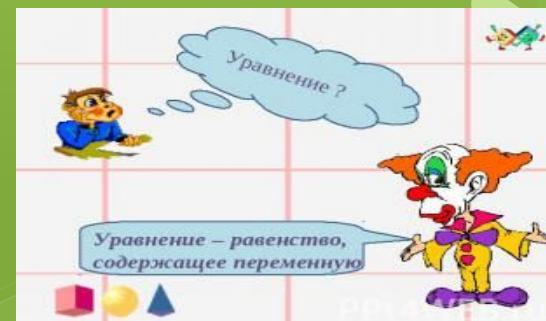 Уравнение ?
Уравнение – равенство,
содержащее переменную